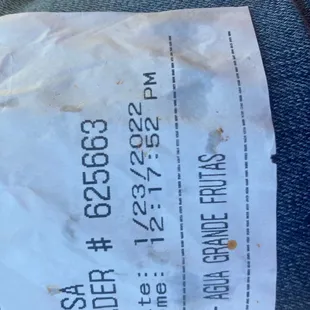 SA
DER # 625663
te: 1/23/2022
me: 12:17:52 PM
AGUA GRANDE FRUTAS